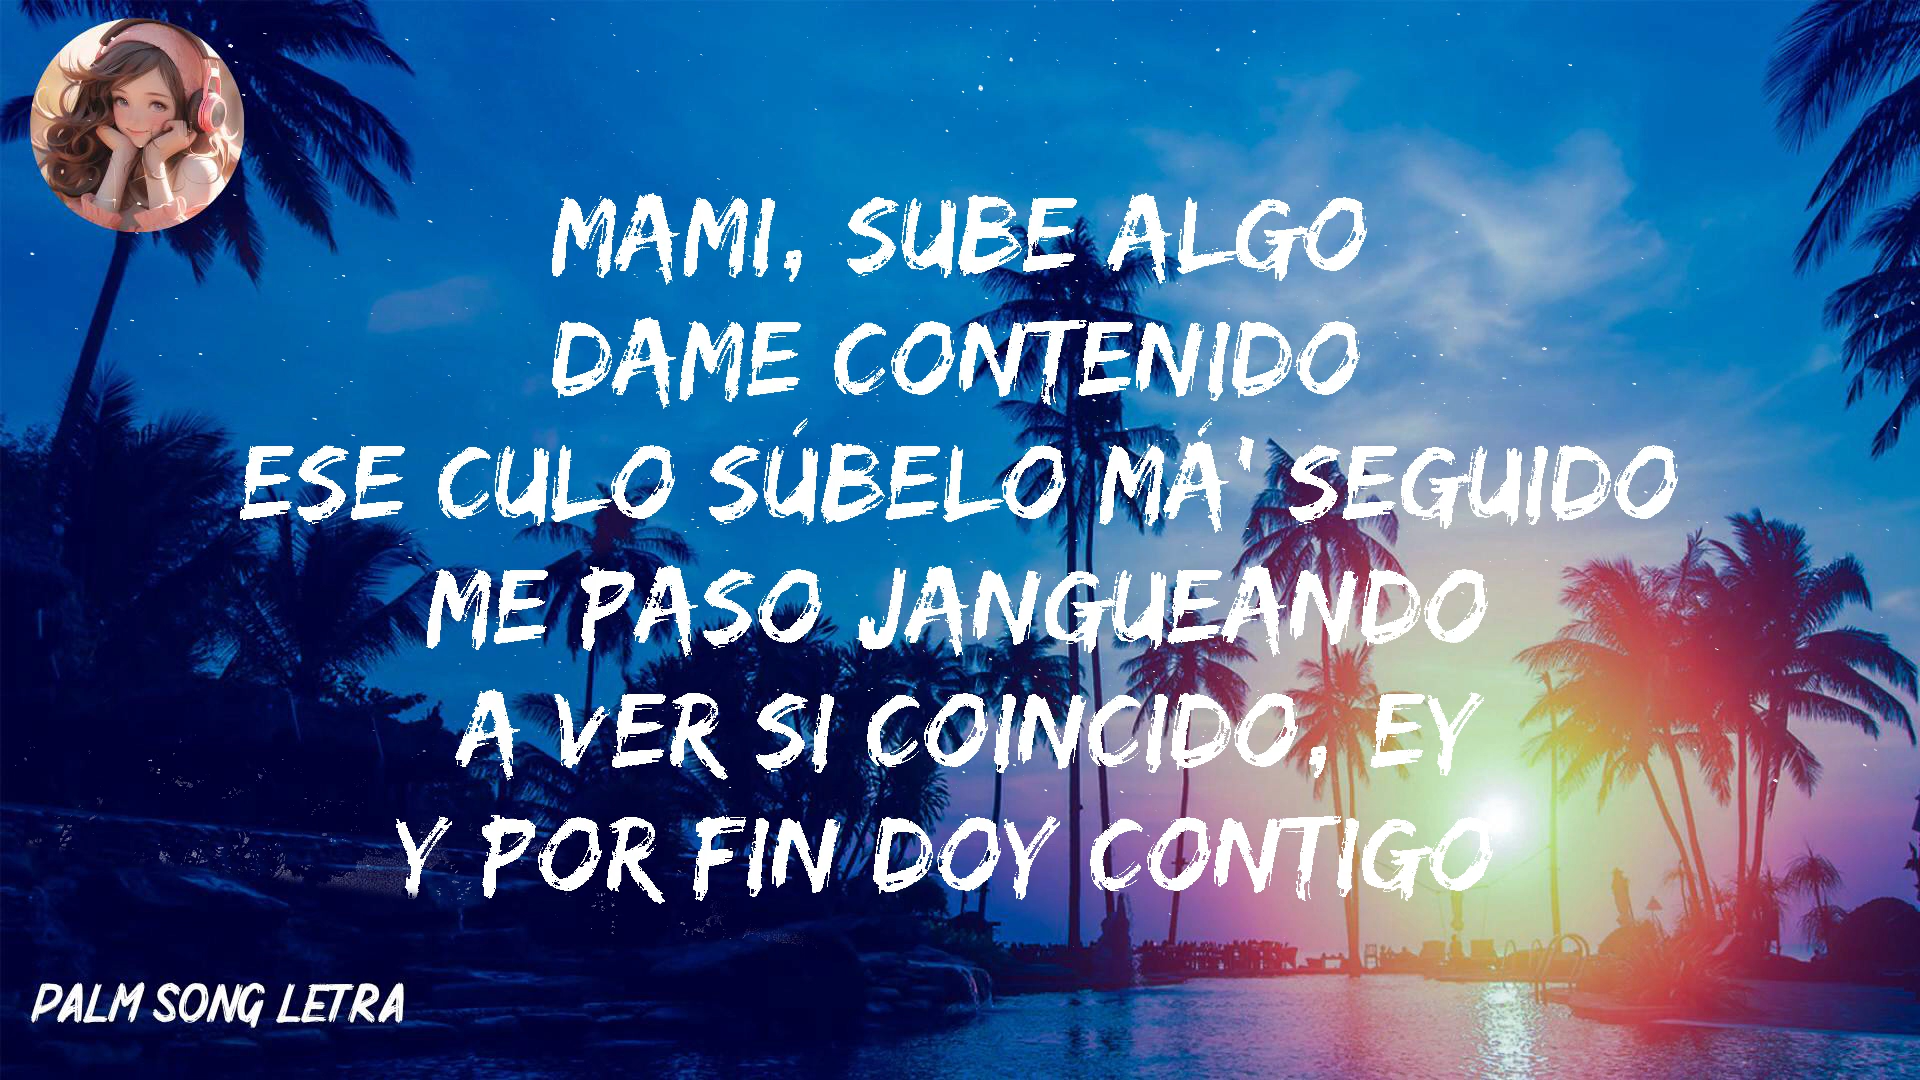 MAMI, SUBE ALGO
DAME CONTENIDO
ESE CULO SÚBELO MÁ' SEGUIDO
ME PASO JANGUEANDO
A VER SI COINCIDO, EY
Y POR FIN DOY CONTIGO
PALM SONG LETRA